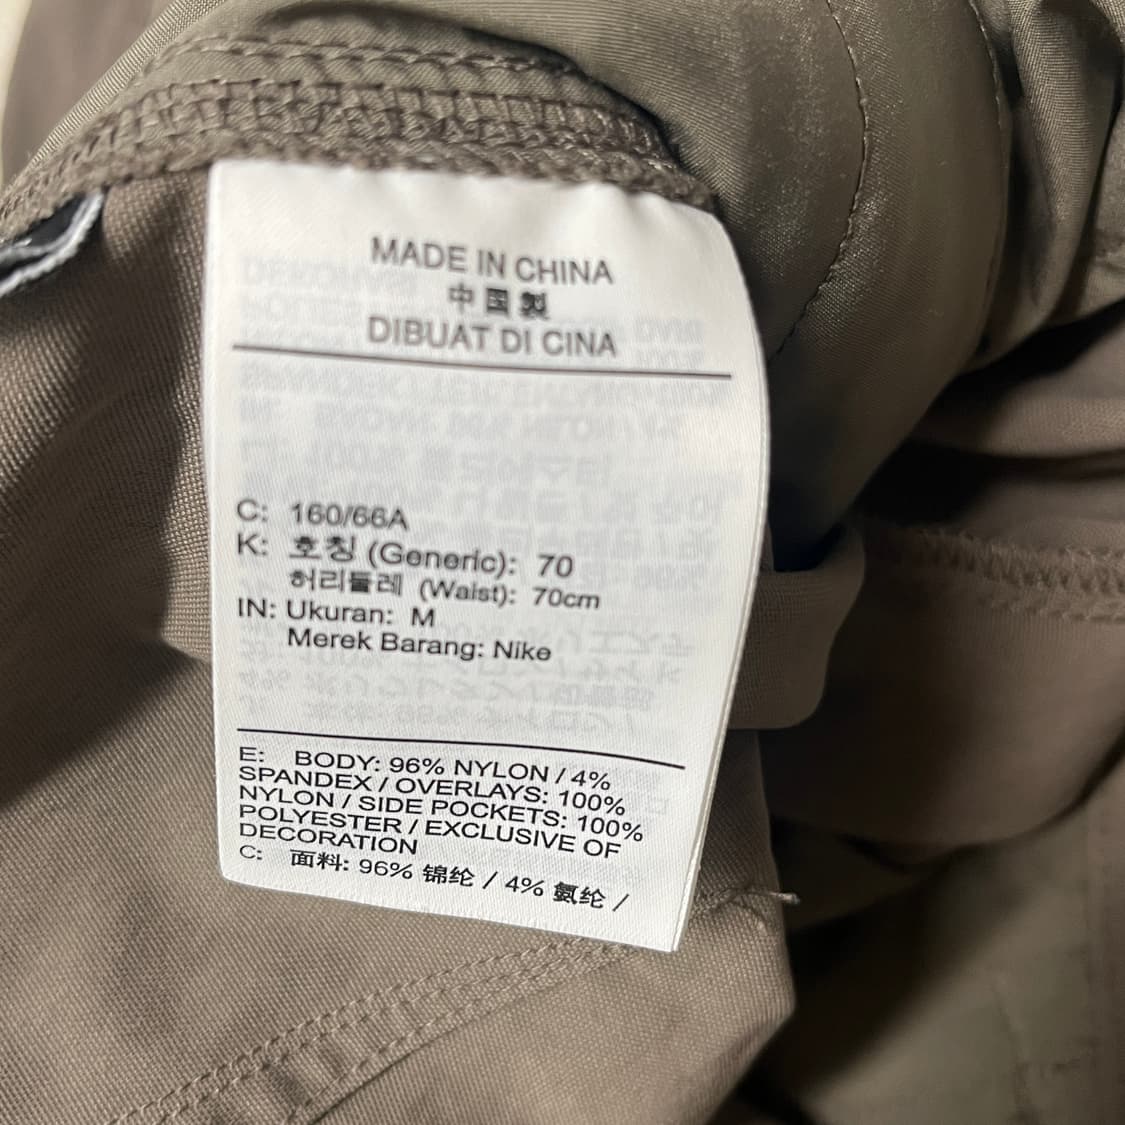 MADE IN CHINA
中国製
DIBUAT DI CINA
C: 160/66A
K: 호칭 (Generic): 70
허리둘레 (Waist): 70cm
IN: Ukuran: M
Merek Barang: Nike
E: BODY: 96% NYLON / 4%
SPANDEX / OVERLAYS: 100%
NYLON / SIDE POCKETS: 100%
POLYESTER / EXCLUSIVE OF
DECORATION
C: 面料: 96% 锦纶 / 4% 氨纶 /